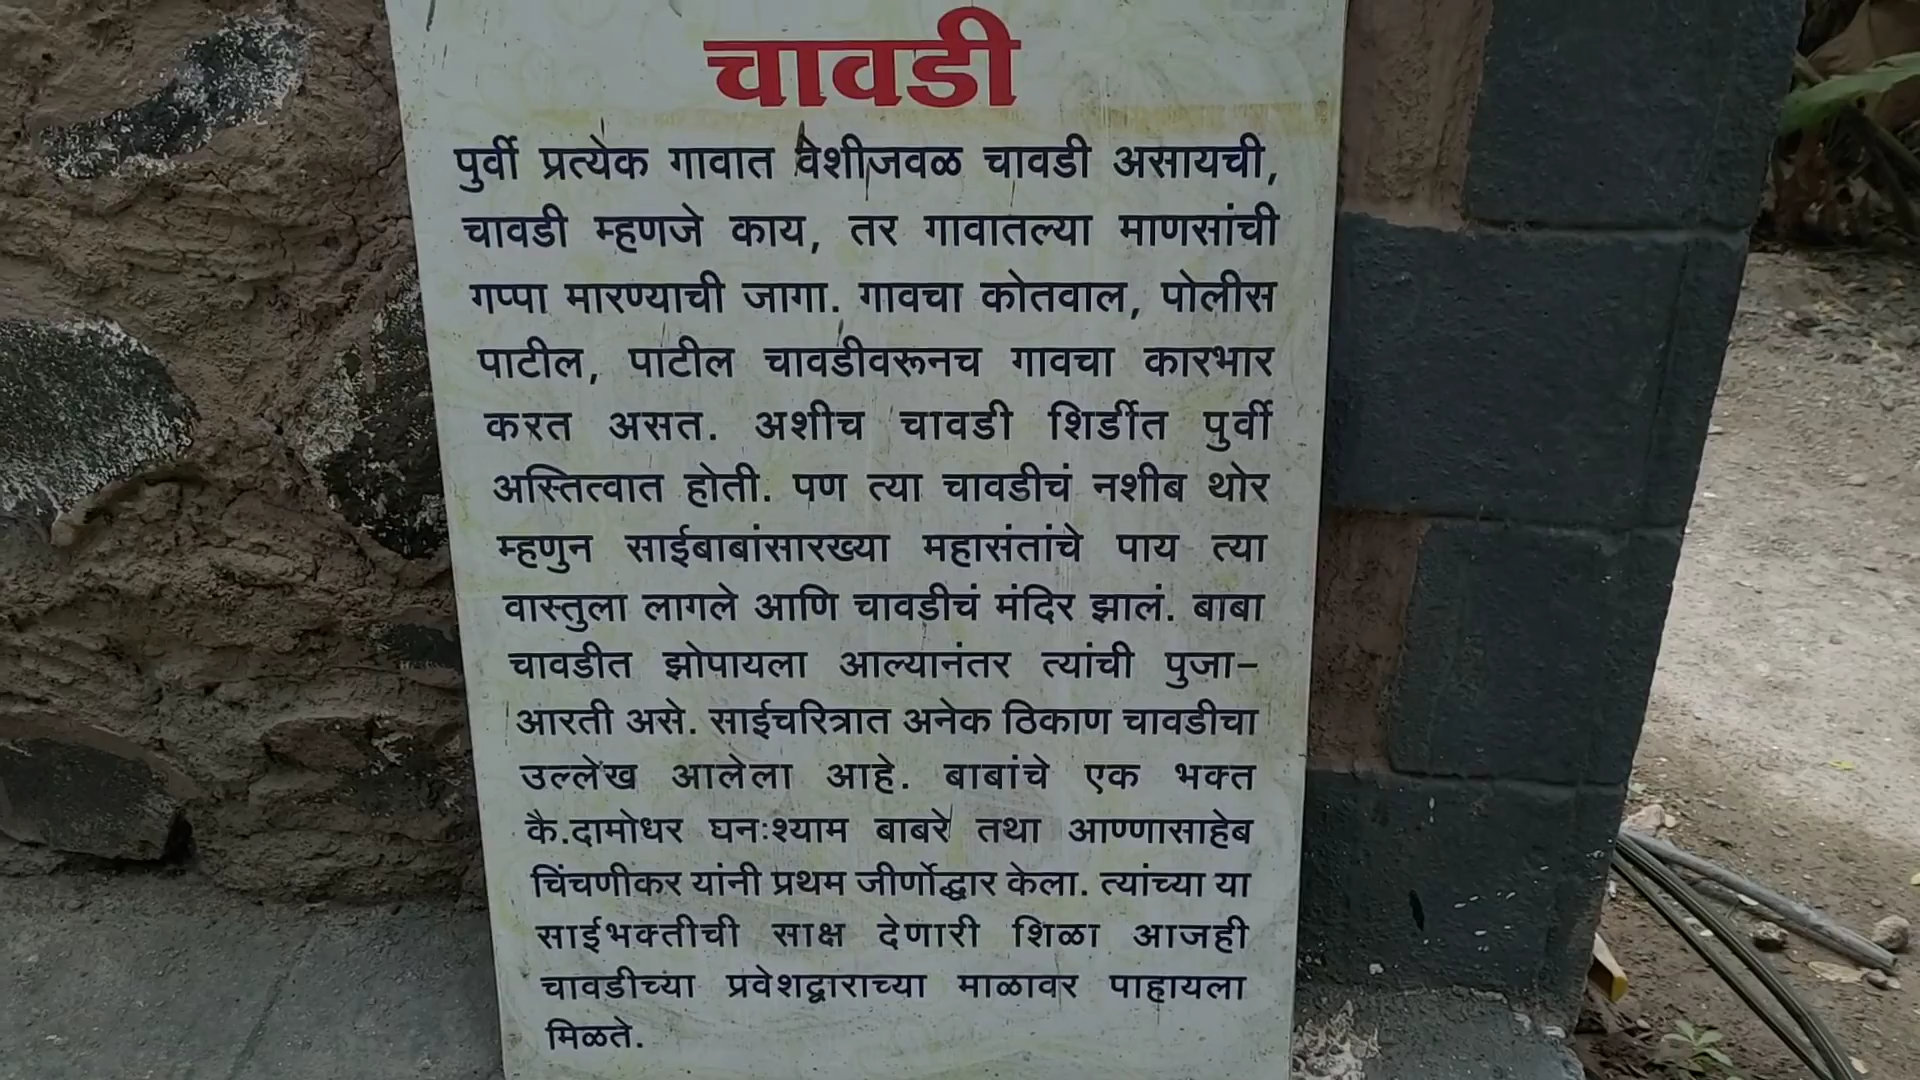 चावडी
पुर्वी प्रत्येक गावात वेशीजवळ चावडी असायची,
चावडी म्हणजे काय, तर गावातल्या माणसांची
गप्पा मारण्याची जागा. गावचा कोतवाल, पोलीस
पाटील, पाटील चावडीवरूनच गावचा कारभार
करत असत. अशीच चावडी शिर्डीत पुर्वी
अस्तित्वात होती. पण त्या चावडीचं नशीब थोर
म्हणुन साईबाबांसारख्या महासंतांचे पाय त्या
वास्तुला लागले आणि चावडीचं मंदिर झालं. बाबा
चावडीत झोपायला आल्यानंतर त्यांची पुजा-
आरती असे. साईचरित्रात अनेक ठिकाण चावडीचा
उल्लेख आलेला आहे. बाबांचे एक भक्त
कै.दामोधर घनःश्याम बाबरे तथा आण्णासाहेब
चिंचणीकर यांनी प्रथम जीर्णोद्धार केला. त्यांच्या या
साईभक्तीची साक्ष देणारी शिळा आजही
चावडीच्या प्रवेशद्वाराच्या माळावर पाहायला
मिळते.